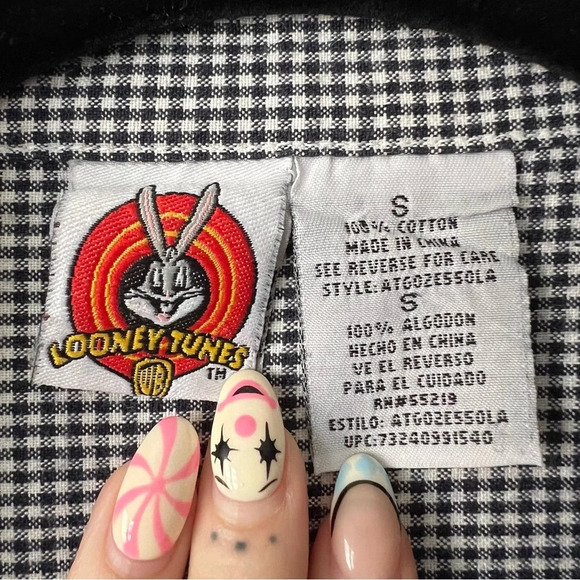 LOONEY TUNES
WB
TM
S
100% COTTON
MADE IN CHINA
SEE REVERSE FOR CARE
STYLE: ATG02E550LA
S
100% ALGODON
HECHO EN CHINA
VE EL REVERSO
PARA EL CUIDADO
RN#55219
ESTILO: ATG02E550LA
UPC:73240991540